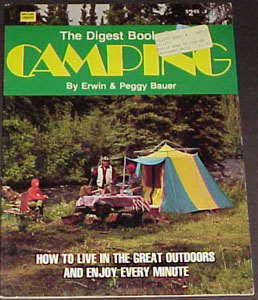 The Digest Book
CAMPING
By Erwin & Peggy Bauer
HOW TO LIVE IN THE GREAT OUTDOORS
AND ENJOY EVERY MINUTE